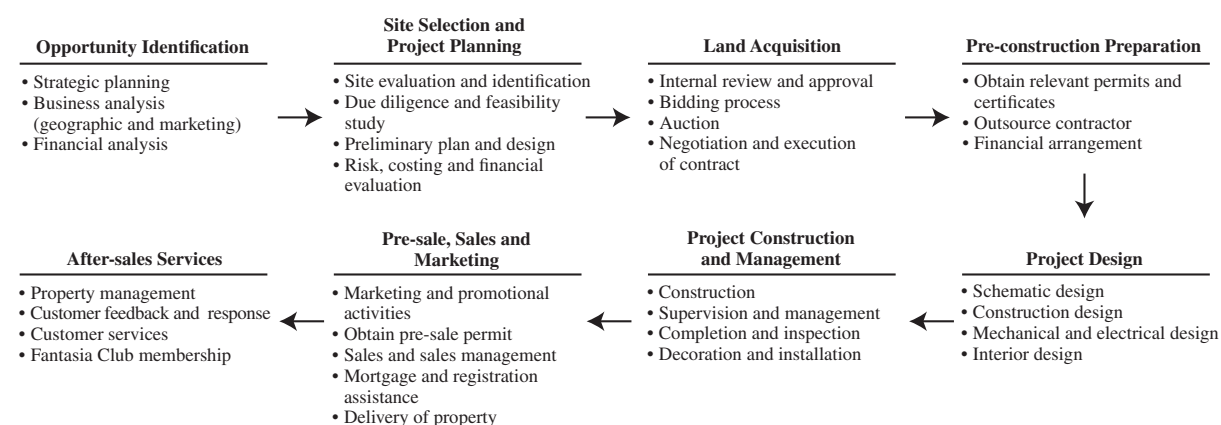 Opportunity Identification
• Strategic planning
• Business analysis
(geographic and marketing)
• Financial analysis
Site Selection and
Project Planning
• Site evaluation and identification
• Due diligence and feasibility
study
• Preliminary plan and design
• Risk, costing and financial
evaluation
Land Acquisition
• Internal review and approval
• Bidding process
• Auction
• Negotiation and execution
of contract
Pre-construction Preparation
• Obtain relevant permits and
certificates
• Outsource contractor
• Financial arrangement
Project Design
• Schematic design
• Construction design
• Mechanical and electrical design
• Interior design
Project Construction
and Management
• Construction
• Supervision and management
• Completion and inspection
• Decoration and installation
Pre-sale, Sales and
Marketing
• Marketing and promotional
activities
• Obtain pre-sale permit
• Sales and sales management
• Mortgage and registration
assistance
• Delivery of property
After-sales Services
• Property management
• Customer feedback and response
• Customer services
• Fantasia Club membership